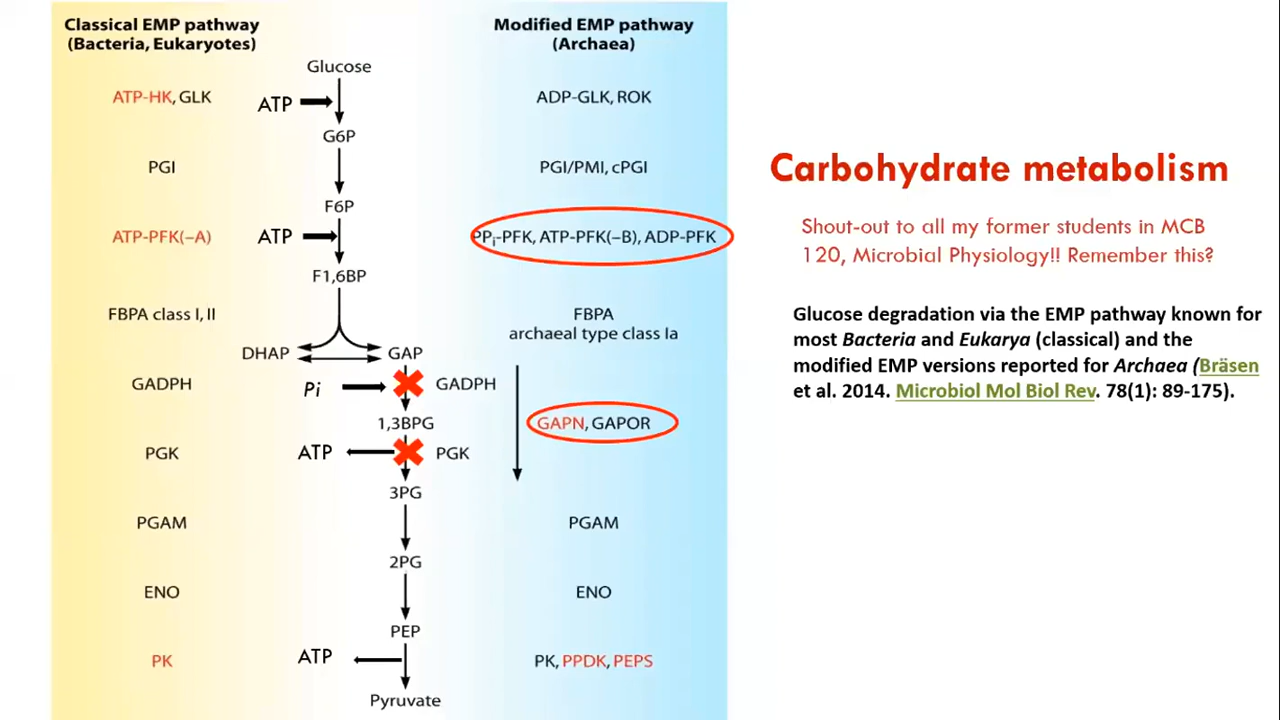 Classical EMP pathway
(Bacteria, Eukaryotes)
Modified EMP pathway
(Archaea)
Glucose
ATP-HK, GLK
ATP
ADP-GLK, ROK
G6P
PGI
PGI/PMI, cPGI
F6P
ATP-PFK(–A)
ATP
PPi-PFK, ATP-PFK(–B), ADP-PFK
F1,6BP
FBPA class I, II
FBPA
archaeal type class Ia
DHAP
GAP
GADPH
Pi
GADPH
1,3BPG
GAPN, GAPOR
PGK
ATP
PGK
3PG
PGAM
PGAM
2PG
ENO
ENO
PEP
PK
ATP
PK, PPDK, PEPS
Pyruvate
Carbohydrate metabolism
Shout-out to all my former students in MCB
120, Microbial Physiology!! Remember this?
Glucose degradation via the EMP pathway known for
most Bacteria and Eukarya (classical) and the
modified EMP versions reported for Archaea (Bräsen
et al. 2014. Microbiol Mol Biol Rev. 78(1): 89-175).